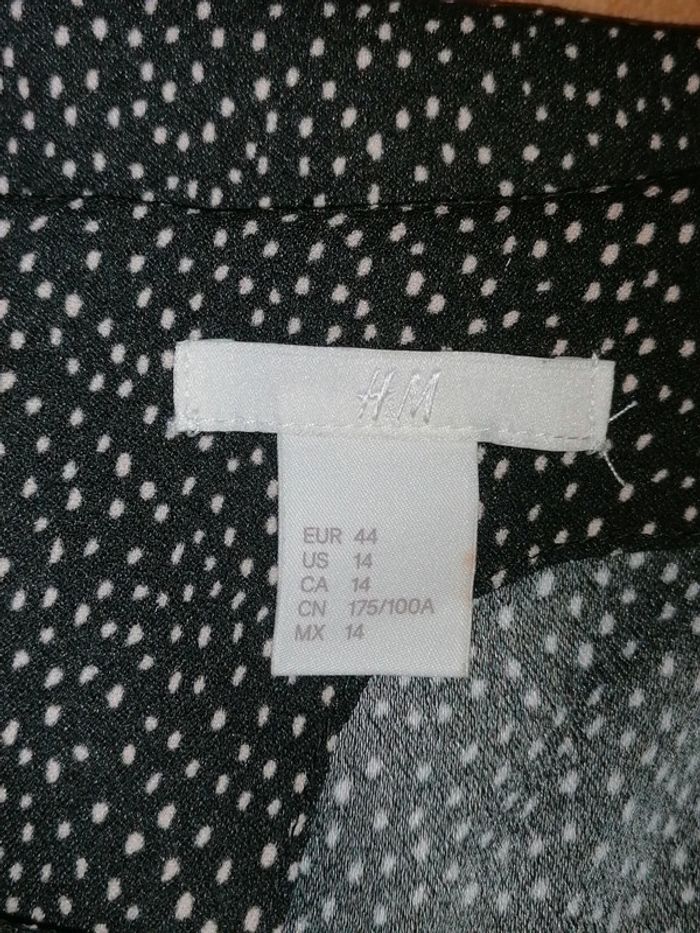 H&M
EUR 44
US 14
CA 14
CN 175/100A
MX 14